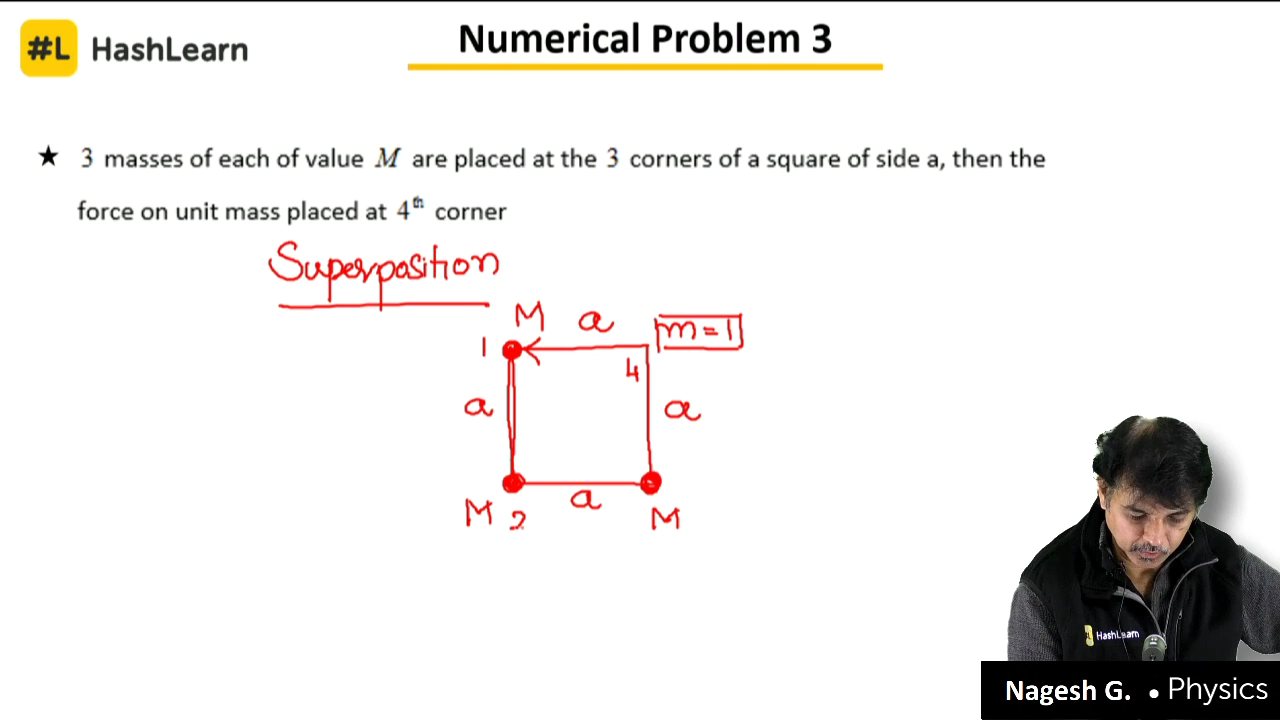 #L HashLearn
Numerical Problem 3
★ 3 masses of each of value M are placed at the 3 corners of a square of side a, then the
force on unit mass placed at 4th corner
Superposition
M a m=1
1 4
a a
a
M 2 M
HashLearn
Nagesh G. • Physics